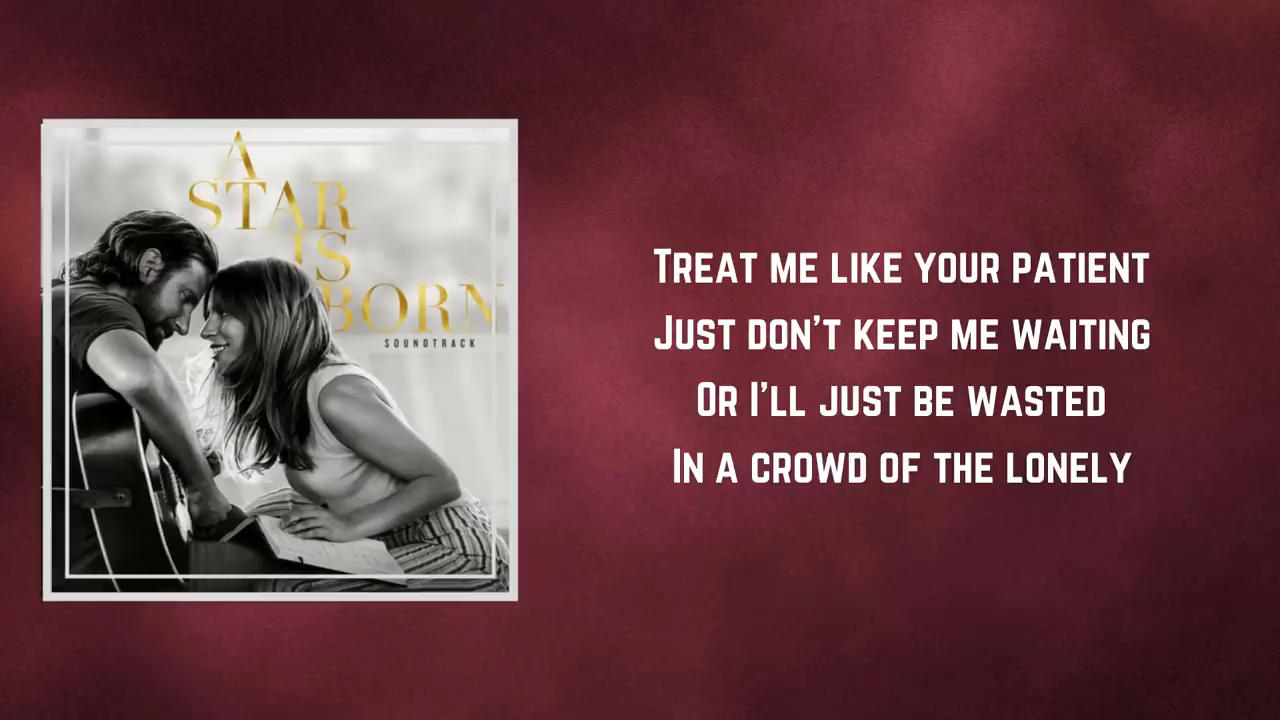 A
STAR
IS
BORN
SOUNDTRACK
TREAT ME LIKE YOUR PATIENT
JUST DON'T KEEP ME WAITING
OR I'LL JUST BE WASTED
IN A CROWD OF THE LONELY